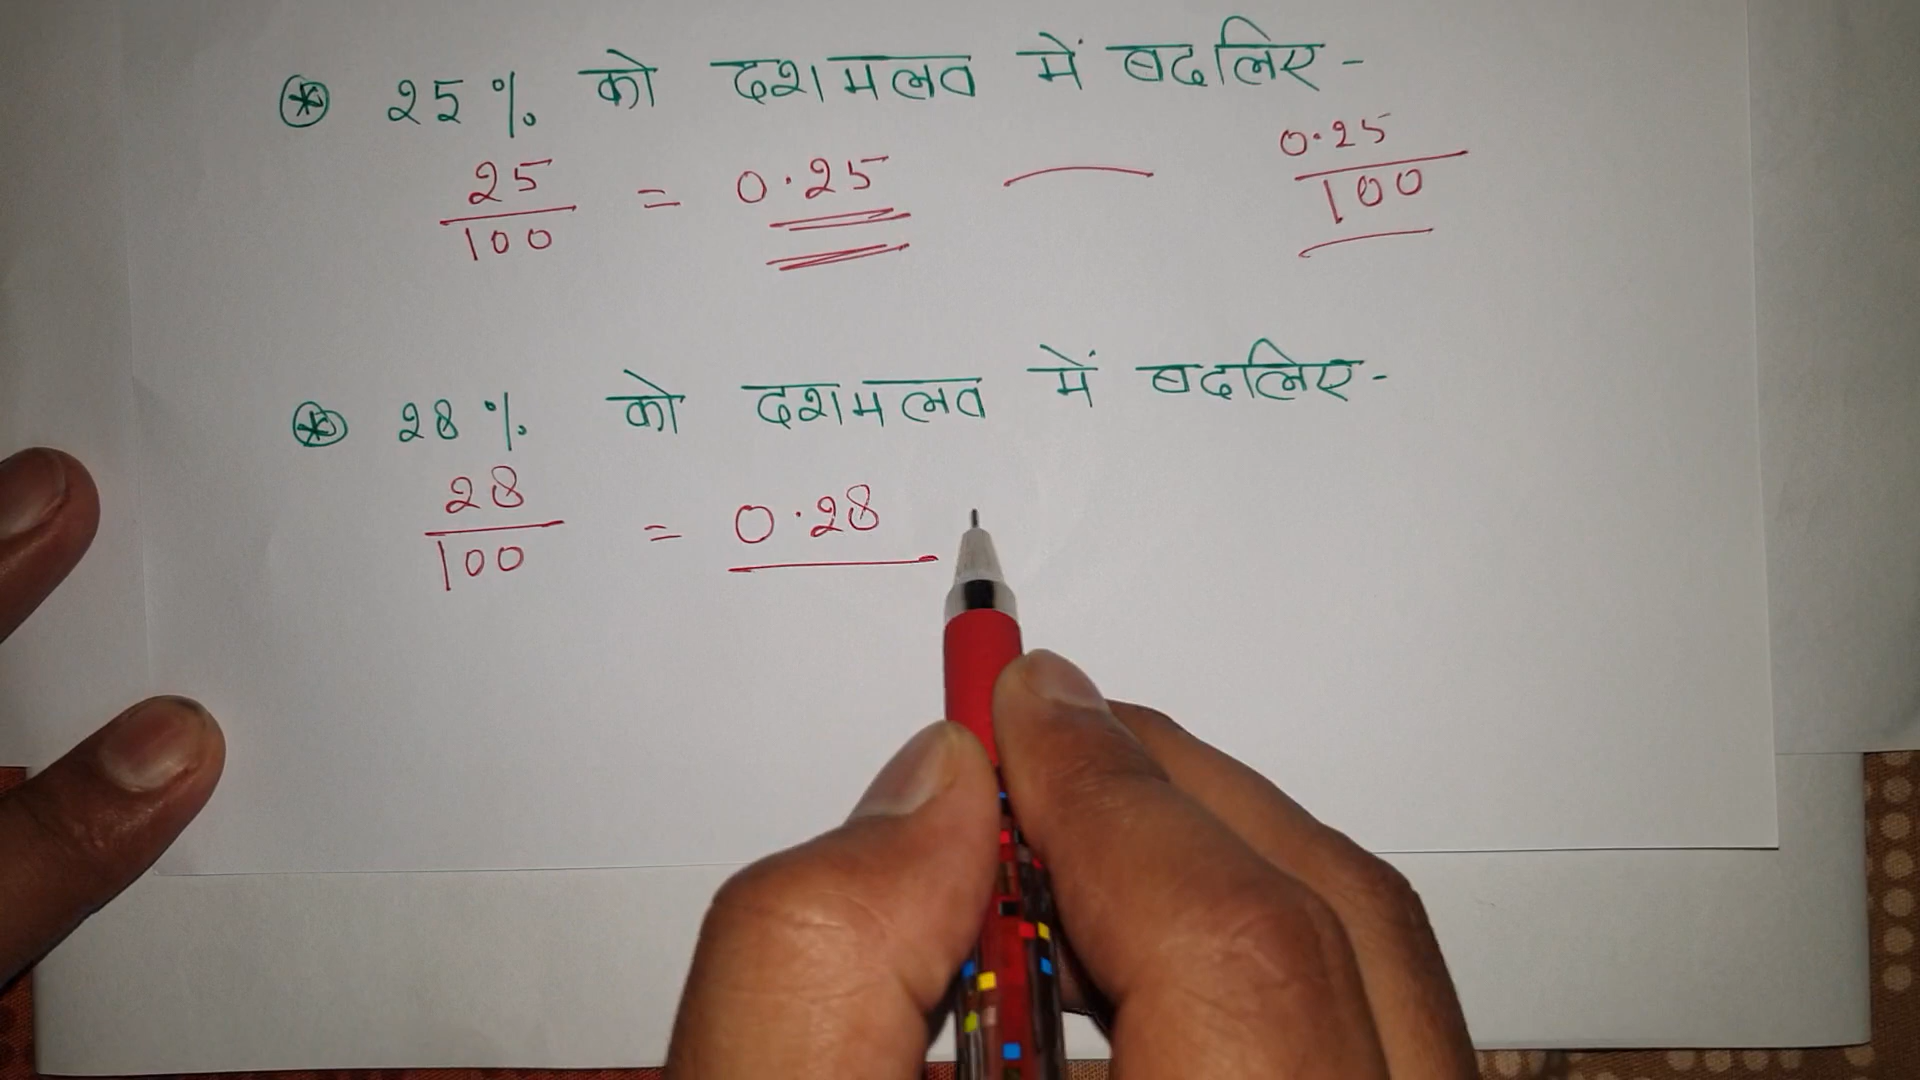 ⊛ 25% को दशमलव में बदलिए-
25/100 = 0.25 — 0.25/100
⊛ 28% को दशमलव में बदलिए-
28/100 = 0.28